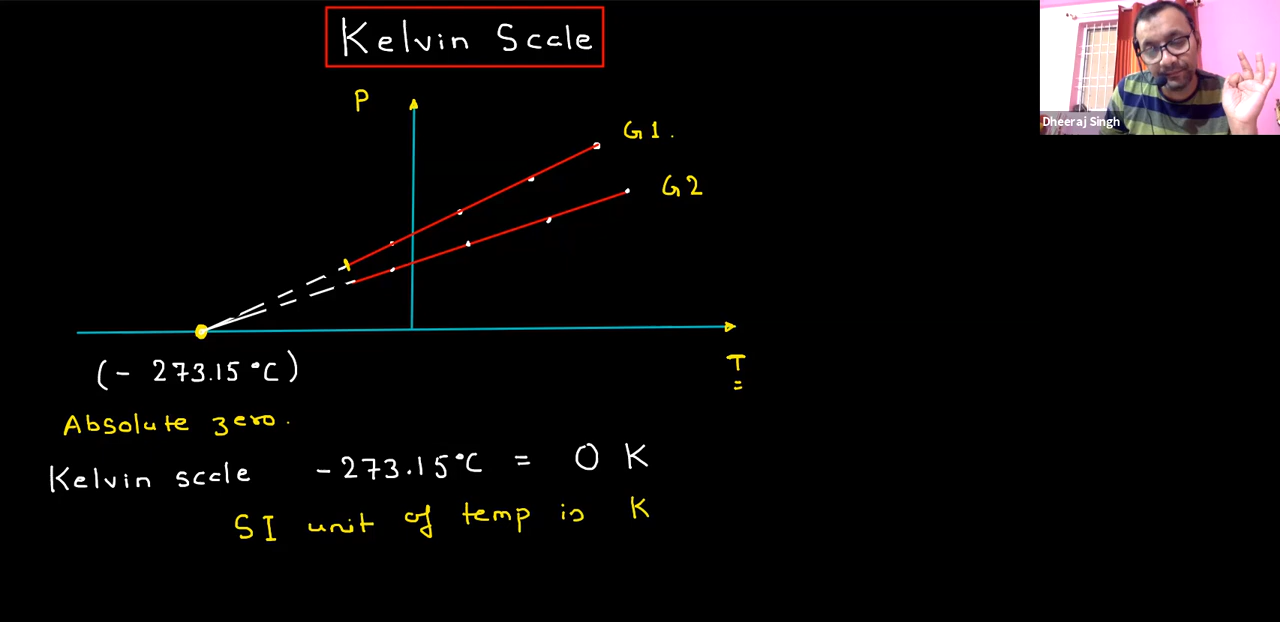 Kelvin Scale
Dheeraj Singh
P
G1.
G2
(- 273.15°C)
T
Absolute zero.
Kelvin scale -273.15°C = 0 K
SI unit of temp is K